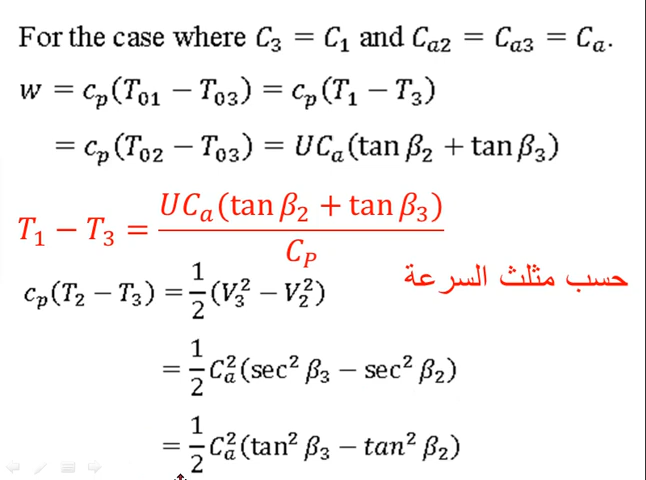 For the case where C₃ = C₁ and Cₐ₂ = Cₐ₃ = Cₐ.
w = cₚ(T₀₁ − T₀₃) = cₚ(T₁ − T₃)
= cₚ(T₀₂ − T₀₃) = UCₐ(tan β₂ + tan β₃)
T₁ − T₃ = UCₐ(tan β₂ + tan β₃) / C_P
حسب مثلث السرعة
cₚ(T₂ − T₃) = 1/2 (V₃² − V₂²)
= 1/2 Cₐ²(sec² β₃ − sec² β₂)
= 1/2 Cₐ²(tan² β₃ − tan² β₂)